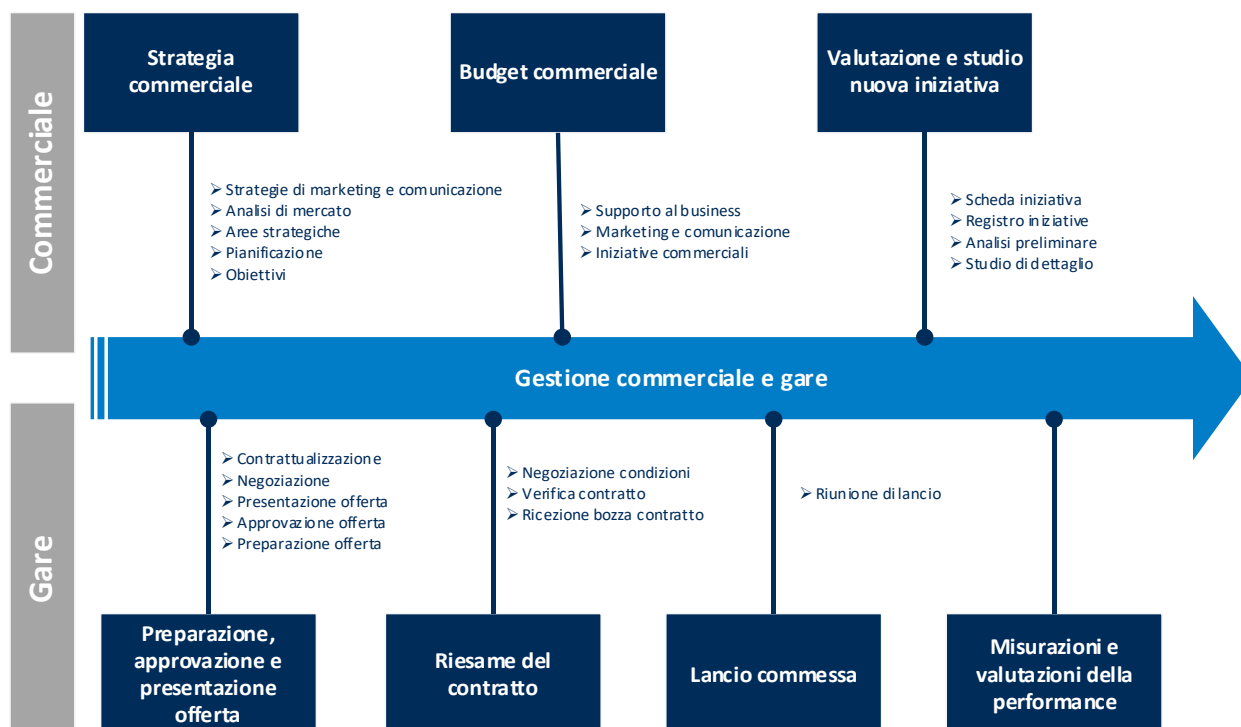 Commerciale
Strategia
commerciale
Budget commerciale
Valutazione e studio
nuova iniziativa
➢ Strategie di marketing e comunicazione
➢ Analisi di mercato
➢ Aree strategiche
➢ Pianificazione
➢ Obiettivi
➢ Supporto al business
➢ Marketing e comunicazione
➢ Iniziative commerciali
➢ Scheda iniziativa
➢ Registro iniziative
➢ Analisi preliminare
➢ Studio di dettaglio
Gestione commerciale e gare
Gare
➢ Contrattualizzazione
➢ Negoziazione
➢ Presentazione offerta
➢ Approvazione offerta
➢ Preparazione offerta
➢ Negoziazione condizioni
➢ Verifica contratto
➢ Ricezione bozza contratto
➢ Riunione di lancio
Preparazione,
approvazione e
presentazione
offerta
Riesame del
contratto
Lancio commessa
Misurazioni e
valutazioni della
performance